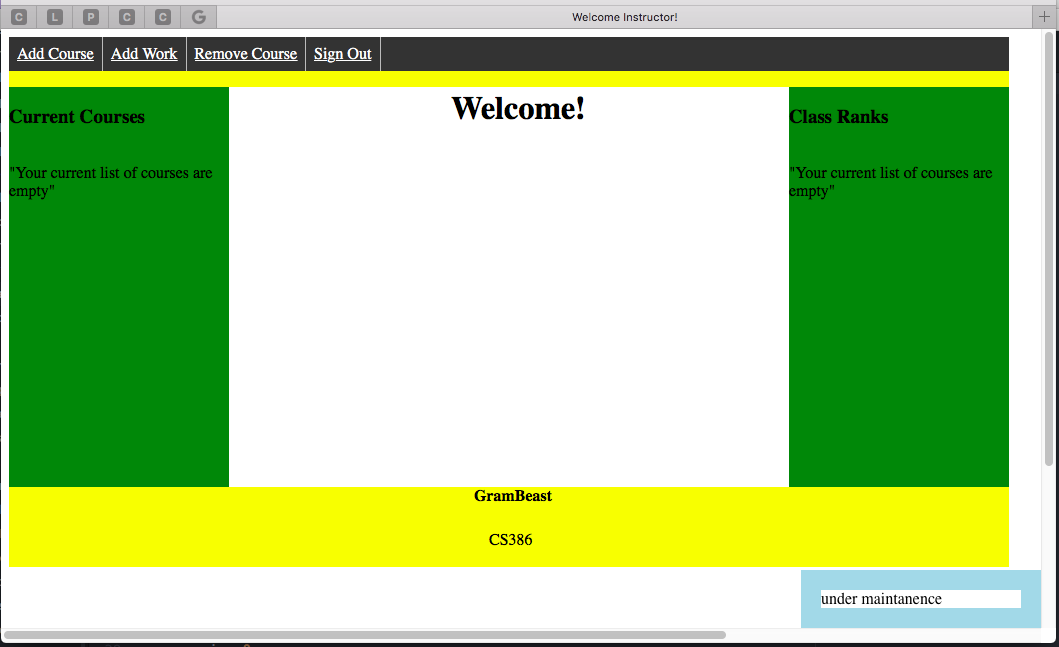 C L P C C G Welcome Instructor! +
Add Course Add Work Remove Course Sign Out
Welcome!
Current Courses
"Your current list of courses are
empty"
Class Ranks
"Your current list of courses are
empty"
GramBeast
CS386
under maintanence